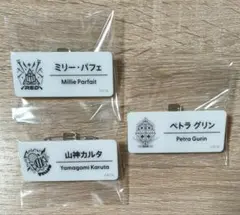 ミリー・パフェ
Millie Parfait
ペトラ グリン
Petra Gurin
山神カルタ
Yamagami Karuta